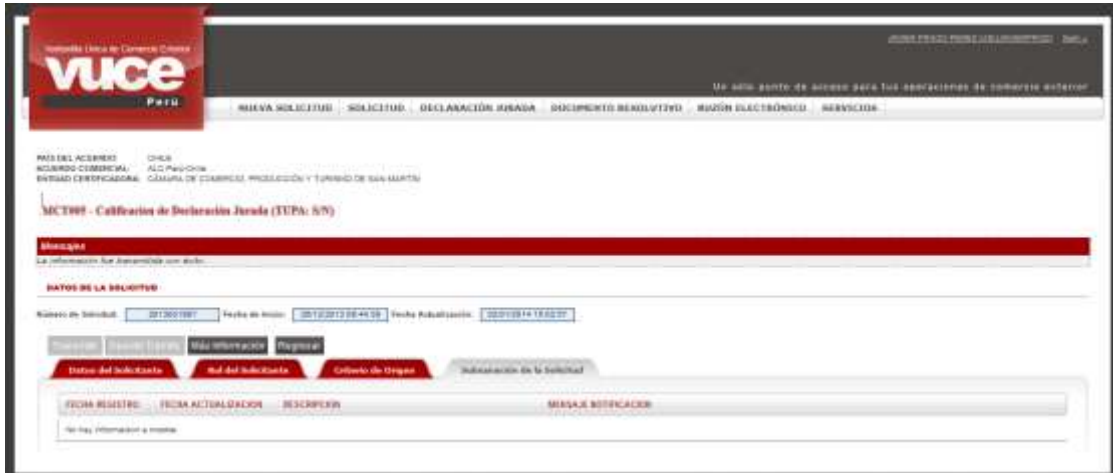 Ventanilla Única de Comercio Exterior
vuce
Perú
Salir
Un sólo punto de acceso para tus operaciones de comercio exterior
NUEVA SOLICITUD SOLICITUD DECLARACIÓN JURADA DOCUMENTO RESOLUTIVO BUZÓN ELECTRÓNICO SERVICIOS
PAÍS DEL ACUERDO: CHILE
ACUERDO COMERCIAL: ALC Perú-Chile
ENTIDAD CERTIFICADORA: CÁMARA DE COMERCIO, PRODUCCIÓN Y TURISMO DE SAN MARTÍN
MCT005 - Calificación de Declaración Jurada (TUPA: S/N)
Mensajes
La información fue transmitida con éxito.
DATOS DE LA SOLICITUD
Número de Solicitud: Fecha de Inicio: Fecha Actualización:
Transmitir Trámite Más Información Regresar
Datos del Solicitante Rol del Solicitante Criterio de Origen Subsanación de la Solicitud
FECHA REGISTRO FECHA ACTUALIZACIÓN DESCRIPCIÓN MENSAJE NOTIFICACIÓN
No hay información a mostrar